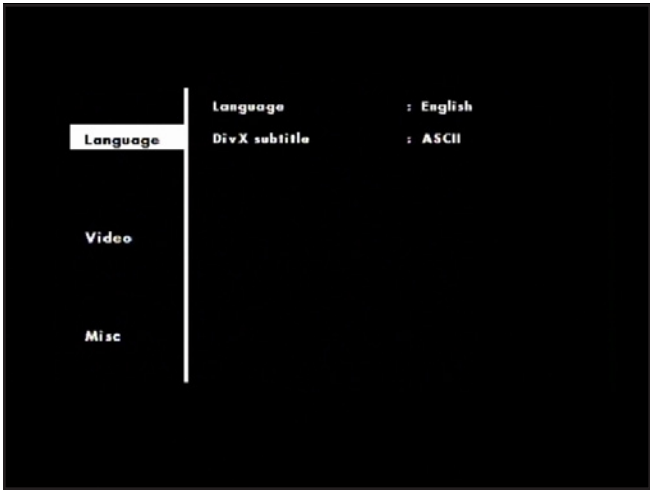 Language : English
Language
DivX subtitle : ASCII
Video
Misc